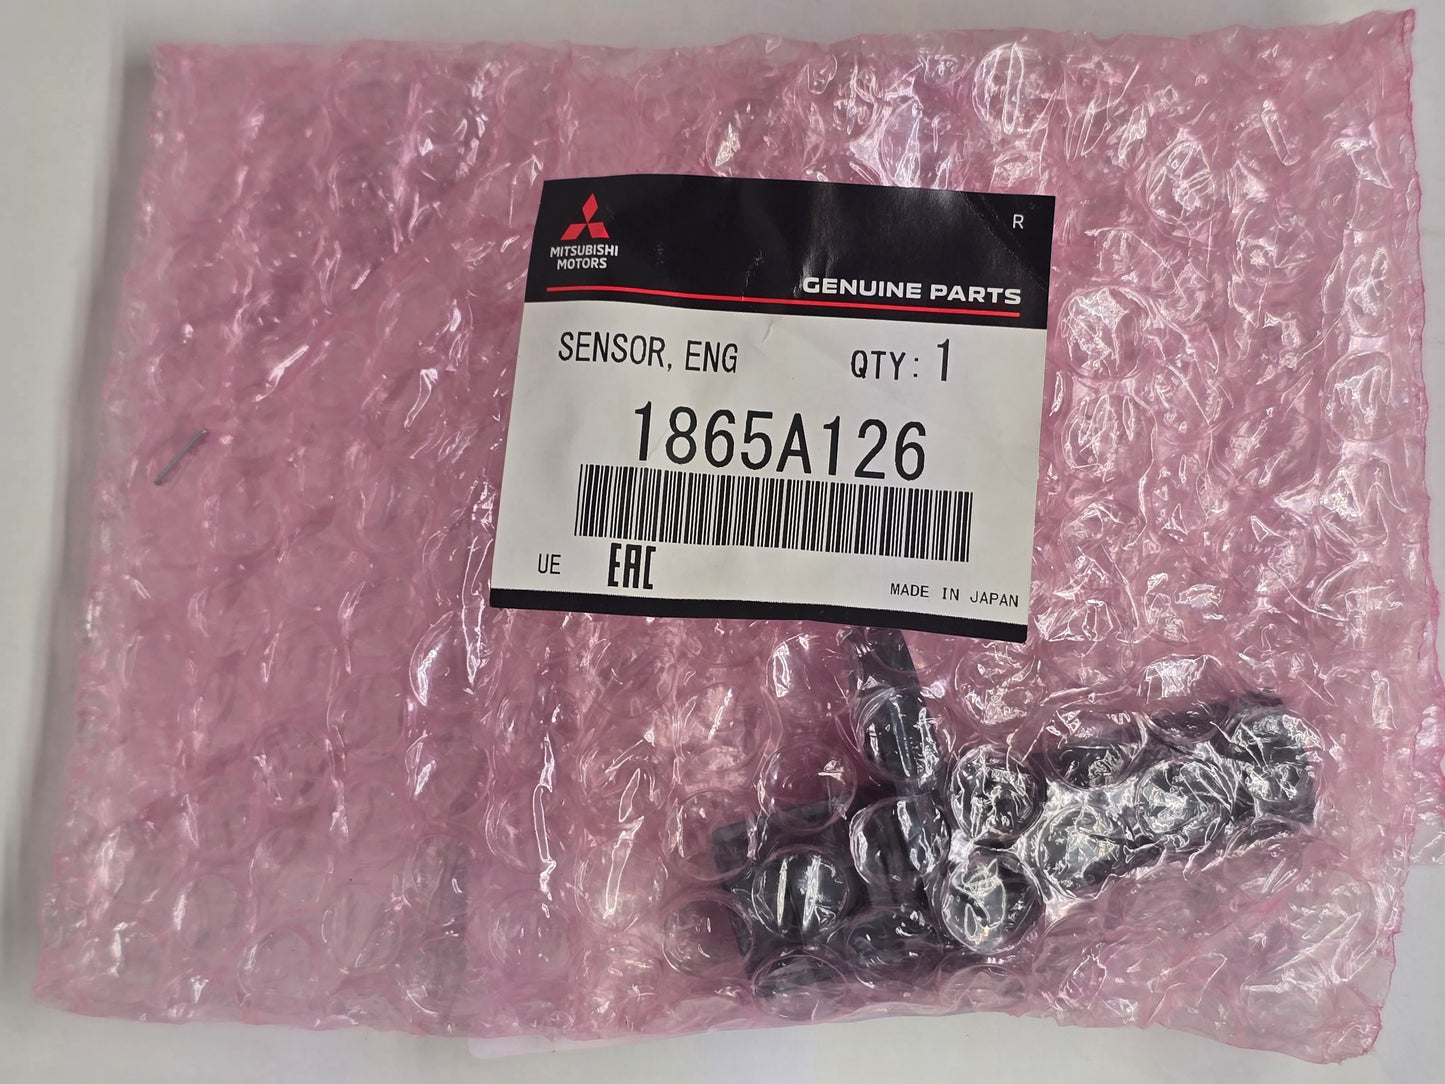 R
MITSUBISHI
MOTORS
GENUINE PARTS
SENSOR, ENG QTY: 1
1865A126
UE EAC
MADE IN JAPAN